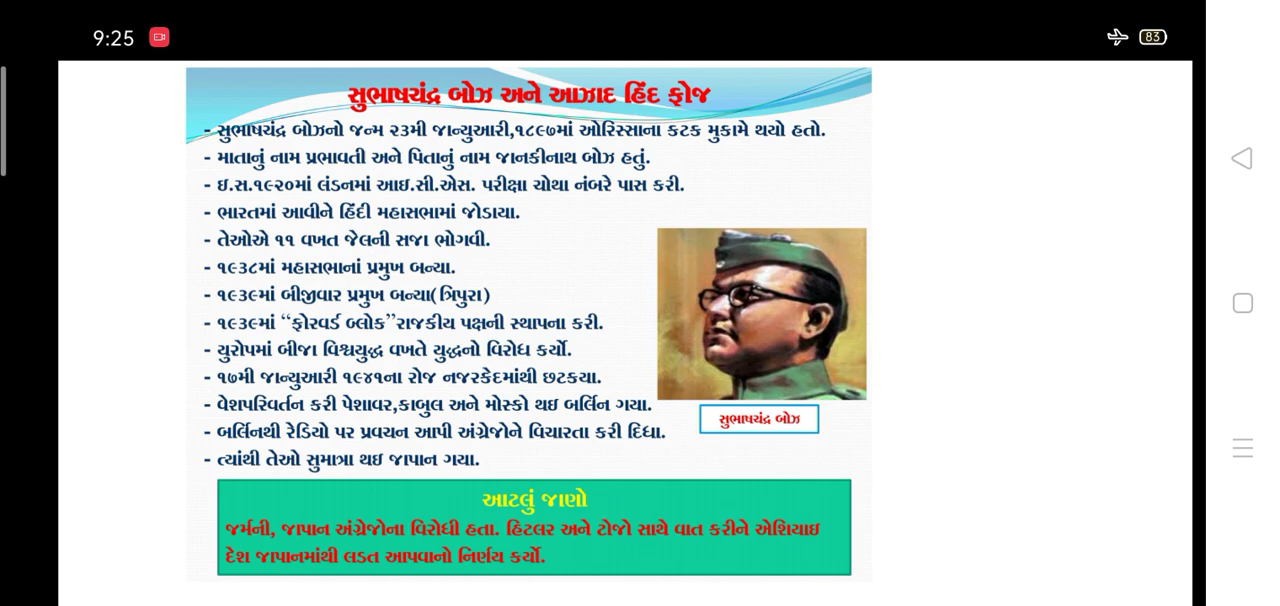 9:25
83
સુભાષચંદ્ર બોઝ અને આઝાદ હિંદ ફોજ
- સુભાષચંદ્ર બોઝનો જન્મ ૨૩મી જાન્યુઆરી,૧૮૯૭માં ઓરિસ્સાના કટક મુકામે થયો હતો.
- માતાનું નામ પ્રભાવતી અને પિતાનું નામ જાનકીનાથ બોઝ હતું.
- ઇ.સ.૧૯૨૦માં લંડનમાં આઇ.સી.એસ. પરીક્ષા ચોથા નંબરે પાસ કરી.
- ભારતમાં આવીને હિંદી મહાસભામાં જોડાયા.
- તેઓએ ૧૧ વખત જેલની સજા ભોગવી.
- ૧૯૩૮માં મહાસભાનાં પ્રમુખ બન્યા.
- ૧૯૩૯માં બીજીવાર પ્રમુખ બન્યા(ત્રિપુરા)
- ૧૯૩૯માં “ફોરવર્ડ બ્લોક”રાજકીય પક્ષની સ્થાપના કરી.
- યુરોપમાં બીજા વિશ્વયુદ્ધ વખતે યુદ્ધનો વિરોધ કર્યો.
- ૧૭મી જાન્યુઆરી ૧૯૪૧ના રોજ નજરકેદમાંથી છટકયા.
- વેશપરિવર્તન કરી પેશાવર,કાબુલ અને મોસ્કો થઇ બર્લિન ગયા.
સુભાષચંદ્ર બોઝ
- બર્લિનથી રેડિયો પર પ્રવચન આપી અંગ્રેજોને વિચારતા કરી દિધા.
- ત્યાંથી તેઓ સુમાત્રા થઇ જાપાન ગયા.
આટલું જાણો
જર્મની, જાપાન અંગ્રેજોના વિરોધી હતા. હિટલર અને ટોજો સાથે વાત કરીને એશિયાઇ
દેશ જાપાનમાંથી લડત આપવાનો નિર્ણય કર્યો.